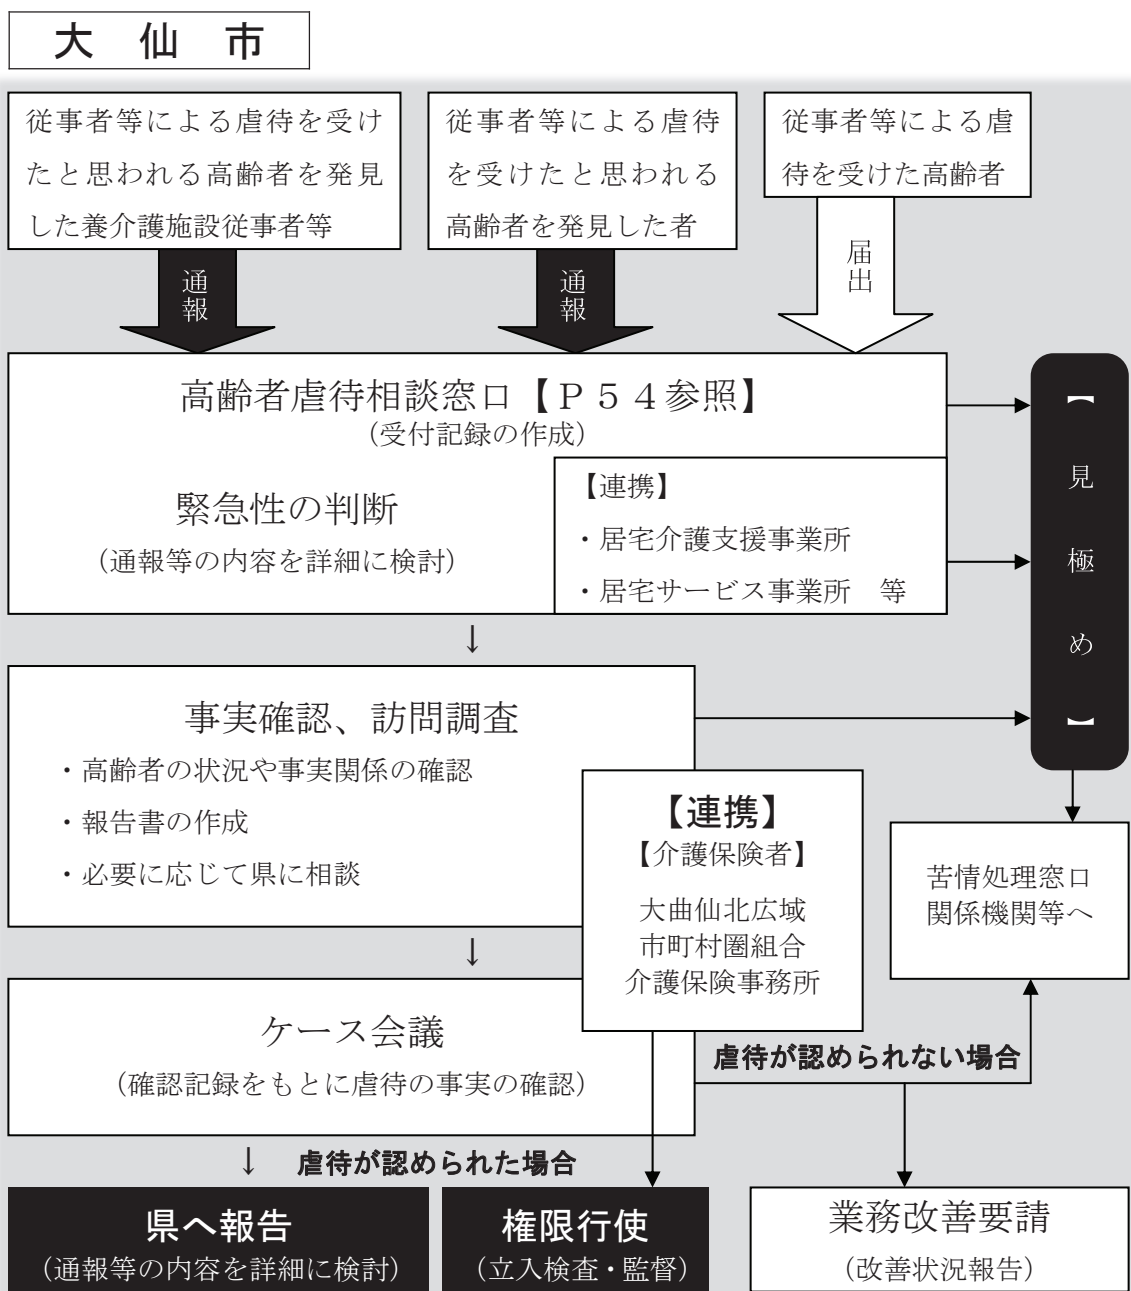 大 仙 市
従事者等による虐待を受け
たと思われる高齢者を発見
した養介護施設従事者等
従事者等による虐待
を受けたと思われる
高齢者を発見した者
従事者等による虐
待を受けた高齢者
通報
通報
届出
高齢者虐待相談窓口【Ｐ５４参照】
（受付記録の作成）
緊急性の判断
（通報等の内容を詳細に検討）
【連携】
・居宅介護支援事業所
・居宅サービス事業所 等
【見極め】
↓
事実確認、訪問調査
・高齢者の状況や事実関係の確認
・報告書の作成
・必要に応じて県に相談
【連携】
【介護保険者】
大曲仙北広域
市町村圏組合
介護保険事務所
苦情処理窓口
関係機関等へ
↓
ケース会議
（確認記録をもとに虐待の事実の確認）
虐待が認められない場合
↓ 虐待が認められた場合
県へ報告
（通報等の内容を詳細に検討）
権限行使
（立入検査・監督）
業務改善要請
（改善状況報告）